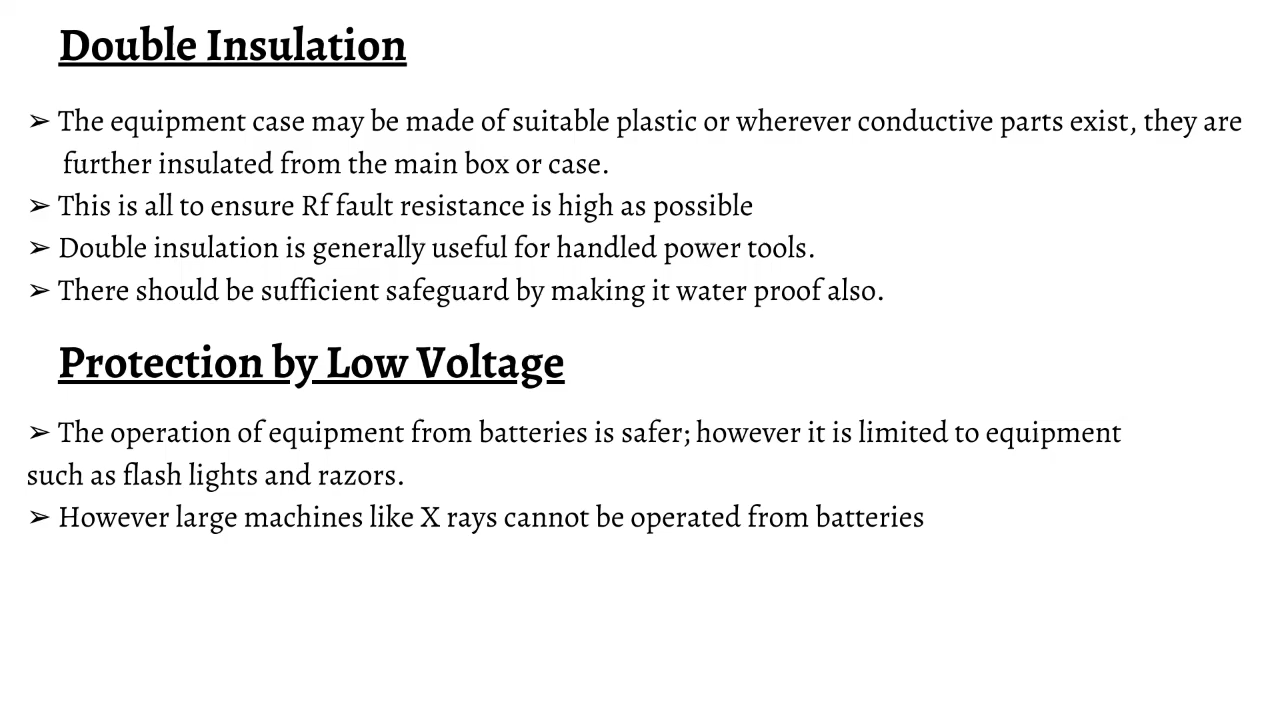 Double Insulation
➢ The equipment case may be made of suitable plastic or wherever conductive parts exist, they are
further insulated from the main box or case.
➢ This is all to ensure Rf fault resistance is high as possible
➢ Double insulation is generally useful for handled power tools.
➢ There should be sufficient safeguard by making it water proof also.
Protection by Low Voltage
➢ The operation of equipment from batteries is safer; however it is limited to equipment
such as flash lights and razors.
➢ However large machines like X rays cannot be operated from batteries